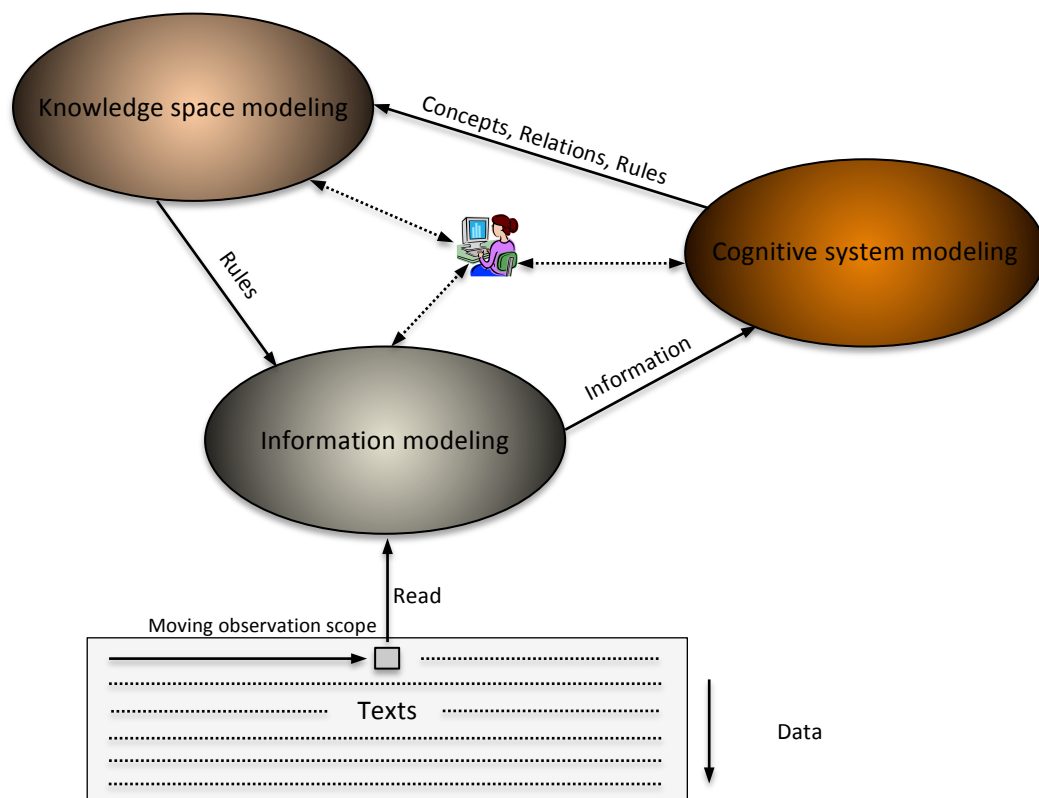 Knowledge space modeling
Concepts, Relations, Rules
Cognitive system modeling
Rules
Information
Information modeling
Read
Moving observation scope
Texts
Data